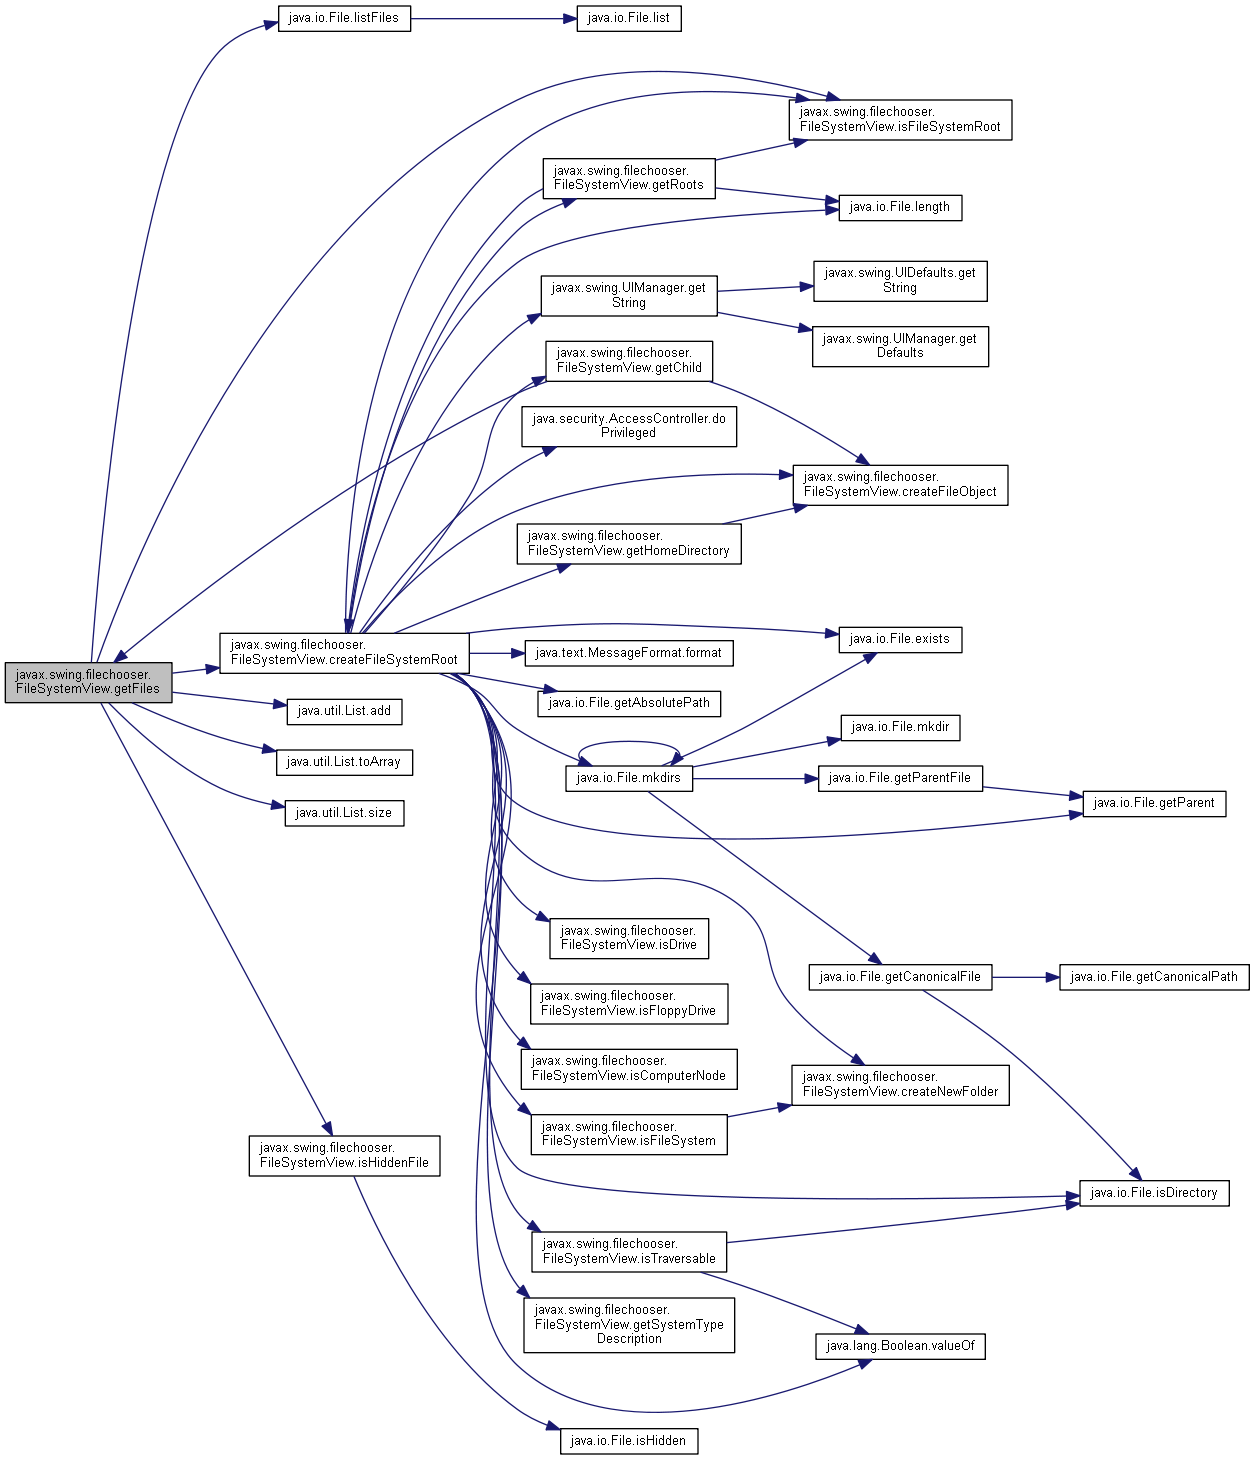 java.io.File.listFiles
java.io.File.list
javax.swing.filechooser.
FileSystemView.isFileSystemRoot
javax.swing.filechooser.
FileSystemView.getRoots
java.io.File.length
javax.swing.UIManager.get
String
javax.swing.UIDefaults.get
String
javax.swing.UIManager.get
Defaults
javax.swing.filechooser.
FileSystemView.getChild
java.security.AccessController.do
Privileged
javax.swing.filechooser.
FileSystemView.createFileObject
javax.swing.filechooser.
FileSystemView.getHomeDirectory
javax.swing.filechooser.
FileSystemView.createFileSystemRoot
java.io.File.exists
java.text.MessageFormat.format
javax.swing.filechooser.
FileSystemView.getFiles
java.util.List.add
java.io.File.getAbsolutePath
java.io.File.mkdir
java.util.List.toArray
java.io.File.mkdirs
java.io.File.getParentFile
java.io.File.getParent
java.util.List.size
javax.swing.filechooser.
FileSystemView.isDrive
java.io.File.getCanonicalFile
java.io.File.getCanonicalPath
javax.swing.filechooser.
FileSystemView.isFloppyDrive
javax.swing.filechooser.
FileSystemView.isComputerNode
javax.swing.filechooser.
FileSystemView.createNewFolder
javax.swing.filechooser.
FileSystemView.isFileSystem
javax.swing.filechooser.
FileSystemView.isHiddenFile
java.io.File.isDirectory
javax.swing.filechooser.
FileSystemView.isTraversable
javax.swing.filechooser.
FileSystemView.getSystemType
Description
java.lang.Boolean.valueOf
java.io.File.isHidden